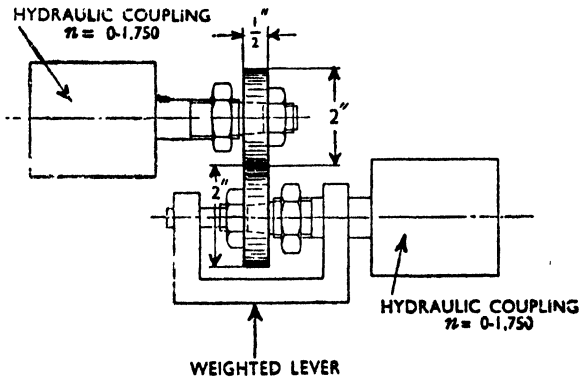 HYDRAULIC COUPLING
n = 0-1,750
1"
2
2"
2"
HYDRAULIC COUPLING
n = 0-1,750
WEIGHTED LEVER